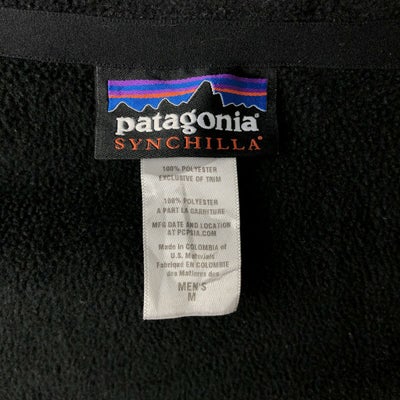 patagonia®
SYNCHILLA®
100% POLYESTER
EXCLUSIVE OF TRIM
100% POLYESTER
A PART LA GARNITURE
MFG DATE AND LOCATION
AT PCPSIA.COM
Made in COLOMBIA of
U.S. Materials
Fabriqué EN COLOMBIE
des Matières des
MEN'S
M